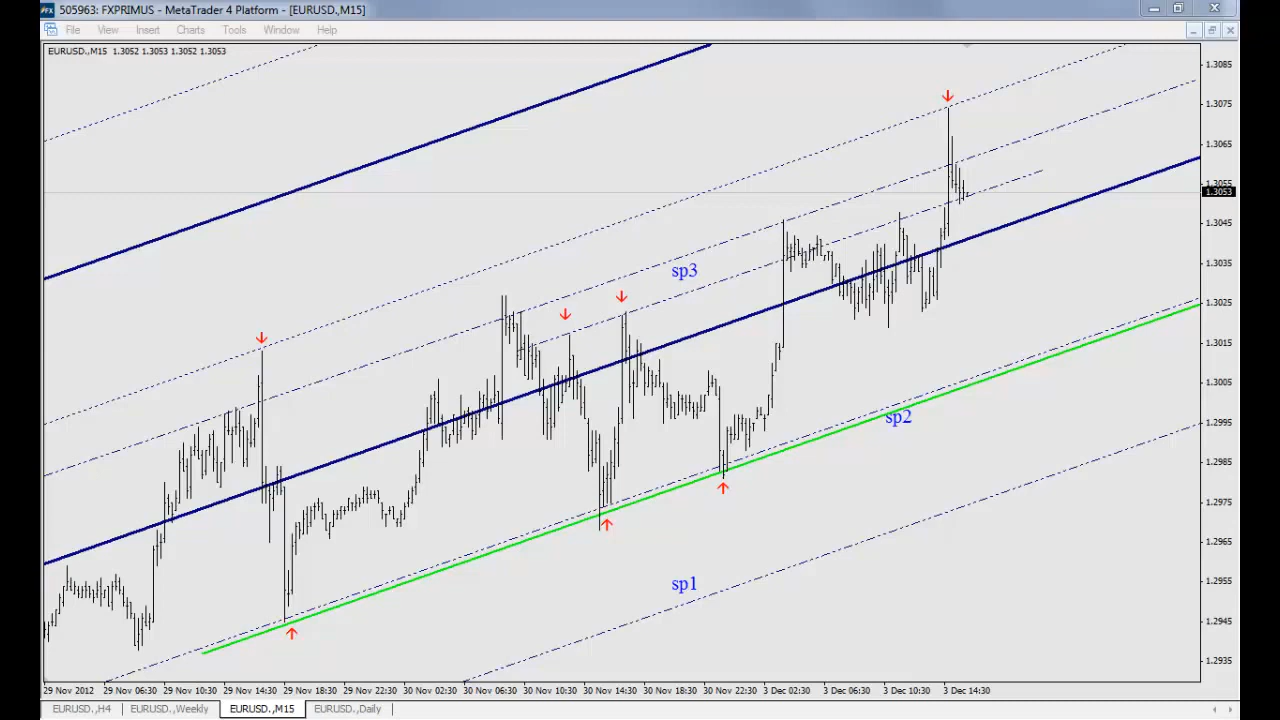 505963: FXPRIMUS - MetaTrader 4 Platform - [EURUSD.,M15]
File View Insert Charts Tools Window Help
EURUSD.,M15 1.3052 1.3053 1.3052 1.3053
1.3085
1.3075
1.3065
1.3055
1.3053
1.3045
1.3035
1.3025
1.3015
1.3005
1.2995
1.2985
1.2975
1.2965
1.2955
1.2945
1.2935
sp3
sp2
sp1
29 Nov 2012 29 Nov 06:30 29 Nov 10:30 29 Nov 14:30 29 Nov 18:30 29 Nov 22:30 30 Nov 02:30 30 Nov 06:30 30 Nov 10:30 30 Nov 14:30 30 Nov 18:30 30 Nov 22:30 3 Dec 02:30 3 Dec 06:30 3 Dec 10:30 3 Dec 14:30
EURUSD.,H4 EURUSD.,Weekly EURUSD.,M15 EURUSD.,Daily